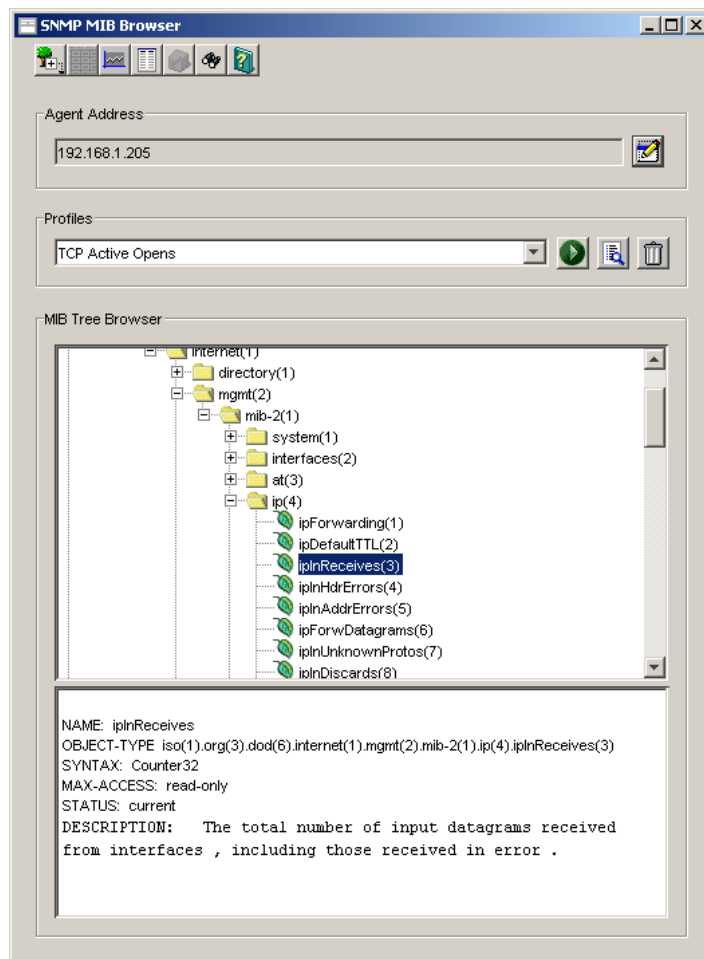 SNMP MIB Browser
Agent Address
192.168.1.205
Profiles
TCP Active Opens
MIB Tree Browser
internet(1)
directory(1)
mgmt(2)
mib-2(1)
system(1)
interfaces(2)
at(3)
ip(4)
ipForwarding(1)
ipDefaultTTL(2)
ipInReceives(3)
ipInHdrErrors(4)
ipInAddrErrors(5)
ipForwDatagrams(6)
ipInUnknownProtos(7)
ipInDiscards(8)
NAME: ipInReceives
OBJECT-TYPE iso(1).org(3).dod(6).internet(1).mgmt(2).mib-2(1).ip(4).ipInReceives(3)
SYNTAX: Counter32
MAX-ACCESS: read-only
STATUS: current
DESCRIPTION: The total number of input datagrams received
from interfaces , including those received in error .